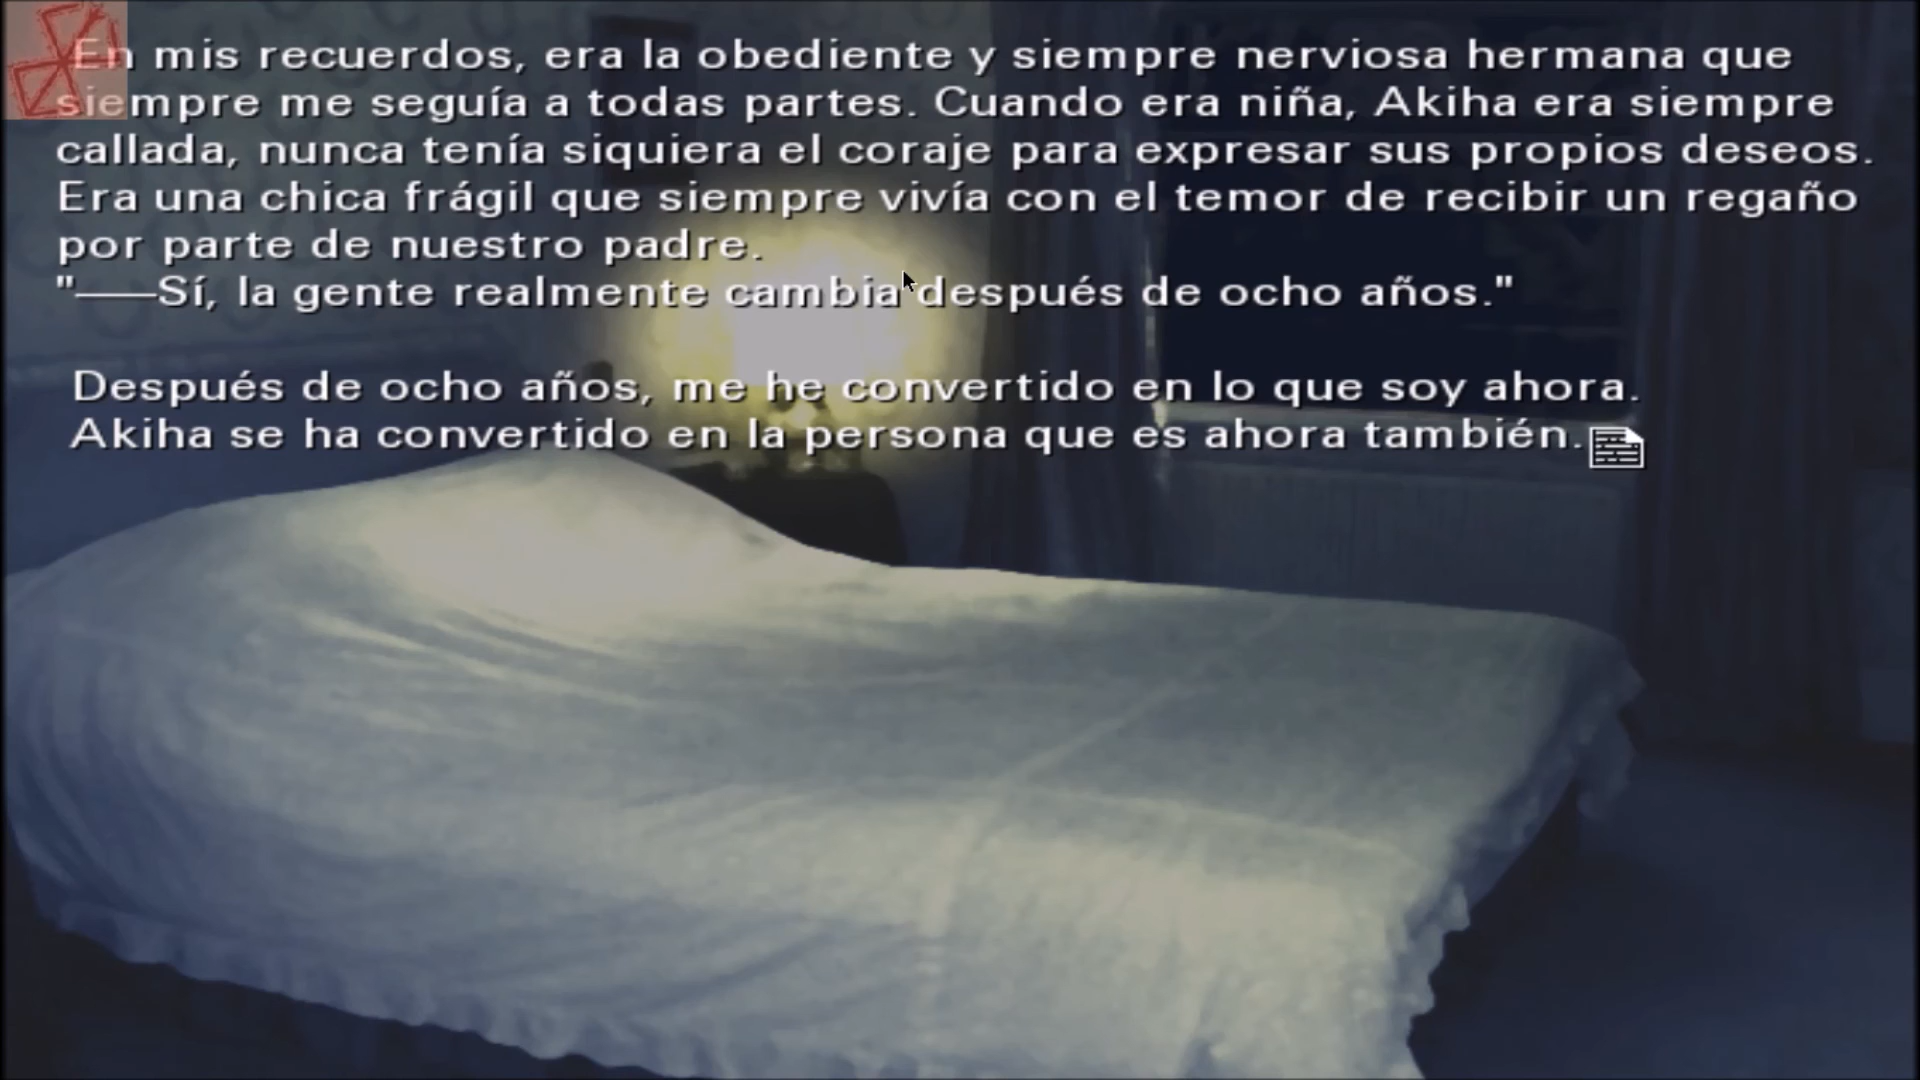 En mis recuerdos, era la obediente y siempre nerviosa hermana que
siempre me seguía a todas partes. Cuando era niña, Akiha era siempre
callada, nunca tenía siquiera el coraje para expresar sus propios deseos.
Era una chica frágil que siempre vivía con el temor de recibir un regaño
por parte de nuestro padre.
"——Sí, la gente realmente cambia después de ocho años."
Después de ocho años, me he convertido en lo que soy ahora.
Akiha se ha convertido en la persona que es ahora también.